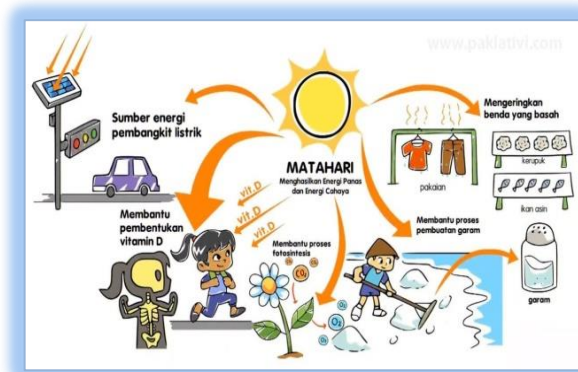 www.paklativi.com
Sumber energi
pembangkit listrik
MATAHARI
Menghasilkan Energi Panas
dan Energi Cahaya
Mengeringkan
benda yang basah
kerupuk
pakaian
ikan asin
Membantu
pembentukan
vitamin D
vit.D
vit.D
vit.D
Membantu proses
fotosintesis
CO₂
O₂
Membantu proses
pembuatan garam
garam